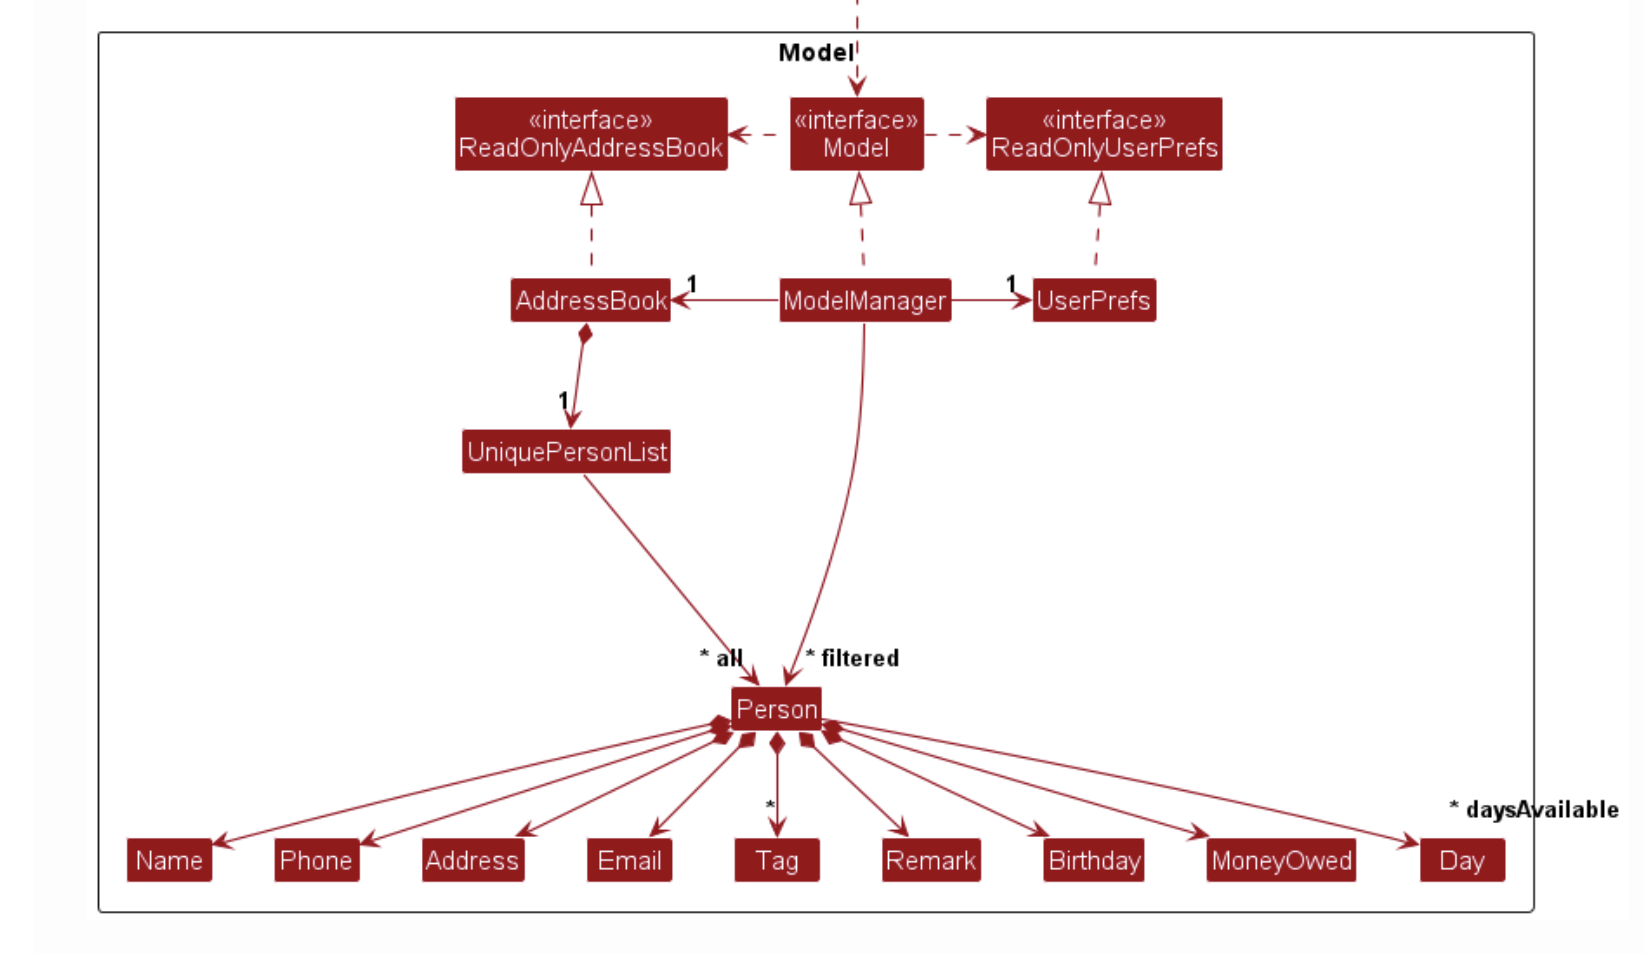 Model
«interface»
ReadOnlyAddressBook
«interface»
Model
«interface»
ReadOnlyUserPrefs
AddressBook
1
ModelManager
1
UserPrefs
1
UniquePersonList
* all
* filtered
Person
*
* daysAvailable
Name
Phone
Address
Email
Tag
Remark
Birthday
MoneyOwed
Day